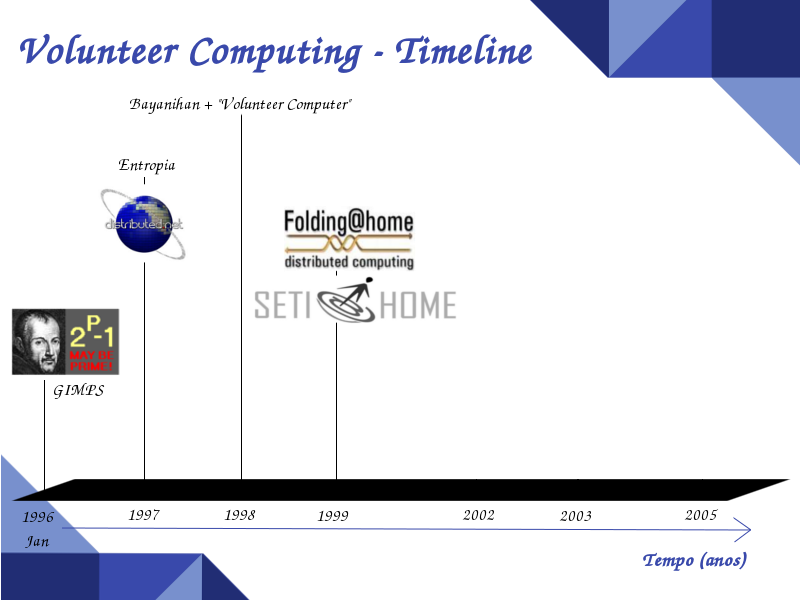 Volunteer Computing - Timeline
Bayanihan + "Volunteer Computer"
Entropia
distributed.net
Folding@home
distributed computing
SETI HOME
2P-1
MAY BE
PRIME!
GIMPS
1996
Jan
1997
1998
1999
2002
2003
2005
Tempo (anos)